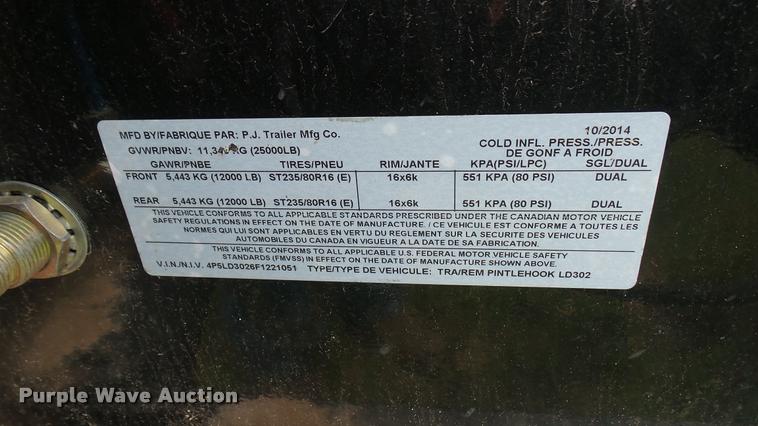 MFD BY/FABRIQUE PAR: P.J. Trailer Mfg Co. 10/2014
GVWR/PNBV: KG (25000LB) COLD INFL. PRESS./PRESS. DE GONF A FROID
GAWR/PNBE TIRES/PNEU RIM/JANTE KPA(PSI/LPC) SGL/DUAL
FRONT 5,443 KG (12000 LB) ST235/80R16 (E) 16x6k 551 KPA (80 PSI) DUAL
REAR 5,443 KG (12000 LB) ST235/80R16 (E) 16x6k 551 KPA (80 PSI) DUAL
THIS VEHICLE CONFORMS TO ALL APPLICABLE STANDARDS PRESCRIBED UNDER THE CANADIAN MOTOR VEHICLE
SAFETY REGULATIONS IN EFFECT ON THE DATE OF MANUFACTURE. / CE VEHICULE EST CONFORME A TOUTES
NORMES QUI LUI SONT APPLICABLES EN VERTU DU REGLEMENT SUR LA SECURITE DES VEHICULES
AUTOMOBILES DU CANADA EN VIGUEUR A LA DATE DE SA FABRICATION.
THIS VEHICLE CONFORMS TO ALL APPLICABLE U.S. FEDERAL MOTOR VEHICLE SAFETY
STANDARDS (FMVSS) IN EFFECT ON THE DATE OF MANUFACTURE SHOWN ABOVE.
V.I.N./N.I.V. 4P5LD3026F1221051 TYPE/TYPE DE VEHICULE: TRA/REM PINTLEHOOK LD302
Purple Wave Auction